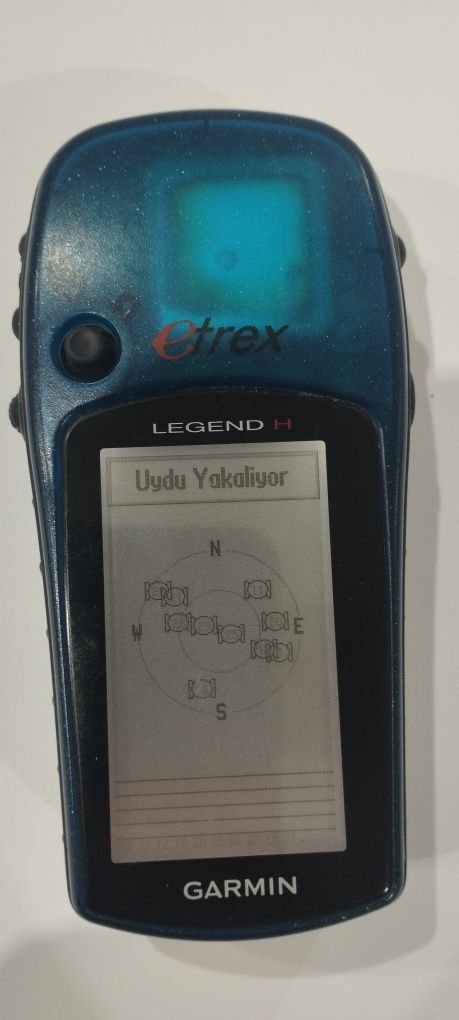 etrex
LEGEND H
Uydu Yakaliyor
N
W
E
S
GARMIN